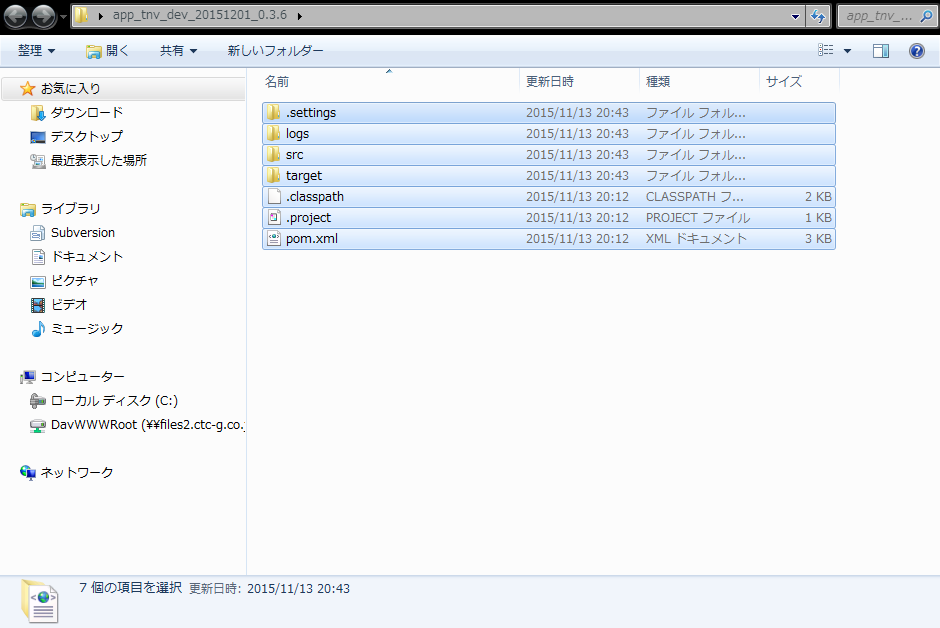 app_tnv_dev_20151201_0.3.6
app_tnv_...
整理 開く 共有 新しいフォルダー
名前 更新日時 種類 サイズ
お気に入り
ダウンロード
デスクトップ
最近表示した場所
ライブラリ
Subversion
ドキュメント
ピクチャ
ビデオ
ミュージック
コンピューター
ローカル ディスク (C:)
DavWWWRoot (¥¥files2.ctc-g.co.
ネットワーク
.settings 2015/11/13 20:43 ファイル フォル...
logs 2015/11/13 20:43 ファイル フォル...
src 2015/11/13 20:43 ファイル フォル...
target 2015/11/13 20:43 ファイル フォル...
.classpath 2015/11/13 20:12 CLASSPATH フ... 2 KB
.project 2015/11/13 20:12 PROJECT ファイル 1 KB
pom.xml 2015/11/13 20:12 XML ドキュメント 3 KB
7 個の項目を選択 更新日時: 2015/11/13 20:43